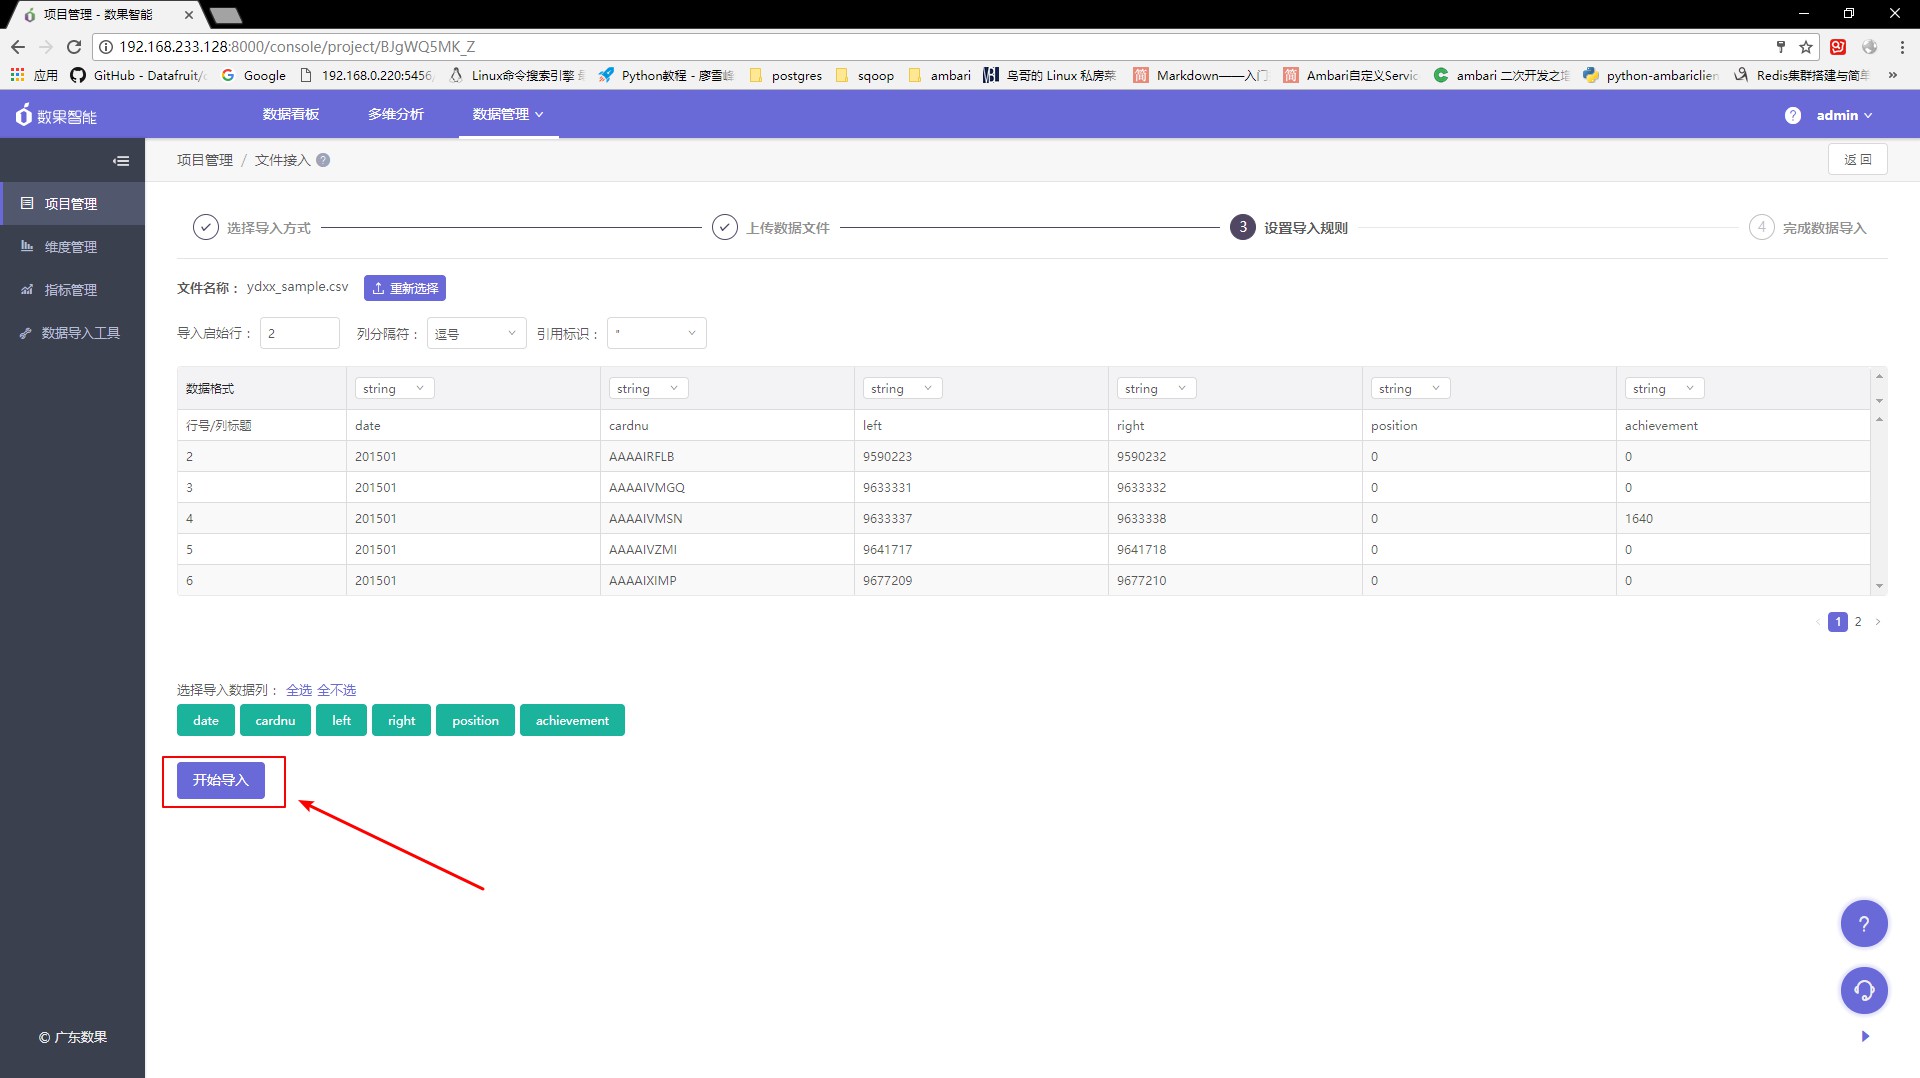 项目管理 - 数果智能
192.168.233.128:8000/console/project/BJgWQ5MK_Z
应用 GitHub - Datafruit/ Google 192.168.0.220:5456 Linux命令搜索引擎 Python教程 - 廖雪峰 postgres sqoop ambari 鸟哥的 Linux 私房菜 Markdown——入门 Ambari自定义Servic ambari 二次开发之 python-ambariclien Redis集群搭建与简单 »
数果智能 数据看板 多维分析 数据管理 ? admin
项目管理 / 文件接入 ? 返 回
项目管理
维度管理
指标管理
数据导入工具
选择导入方式 上传数据文件 3 设置导入规则 4 完成数据导入
文件名称： ydxx_sample.csv 重新选择
导入启始行： 2 列分隔符： 逗号 引用标识： "
数据格式 string string string string string string
行号/列标题 date cardnu left right position achievement
2 201501 AAAAIRFLB 9590223 9590232 0 0
3 201501 AAAAIVMGQ 9633331 9633332 0 0
4 201501 AAAAIVMSN 9633337 9633338 0 1640
5 201501 AAAAIVZMI 9641717 9641718 0 0
6 201501 AAAAIXIMP 9677209 9677210 0 0
< 1 2 >
选择导入数据列： 全选 全不选
date cardnu left right position achievement
开始导入
?
© 广东数果